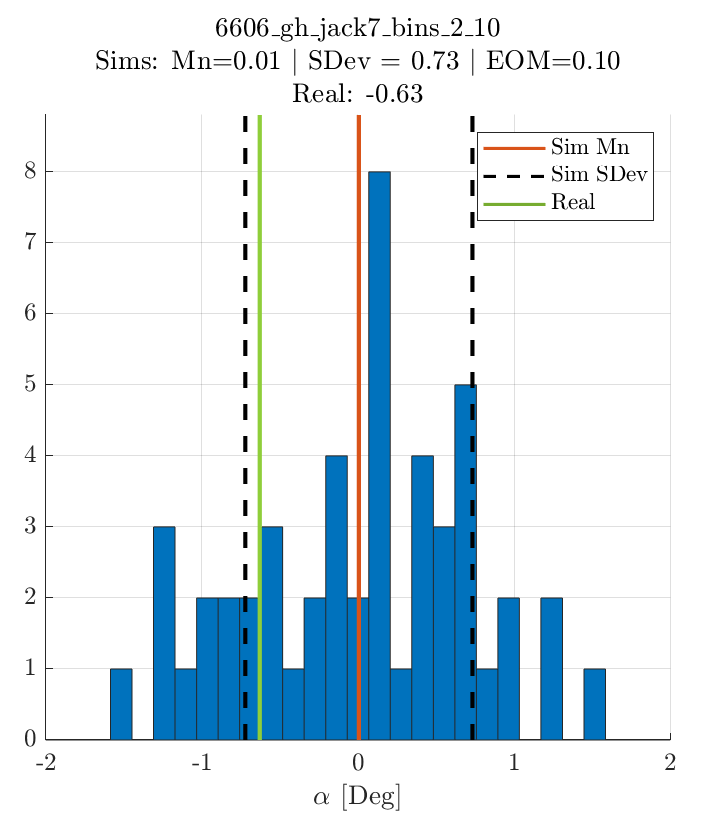 6606_gh_jack7_bins_2_10
Sims: Mn=0.01 | SDev = 0.73 | EOM=0.10
Real: -0.63
Sim Mn
Sim SDev
Real
8
7
6
5
4
3
2
1
0
-2 -1 0 1 2
α [Deg]